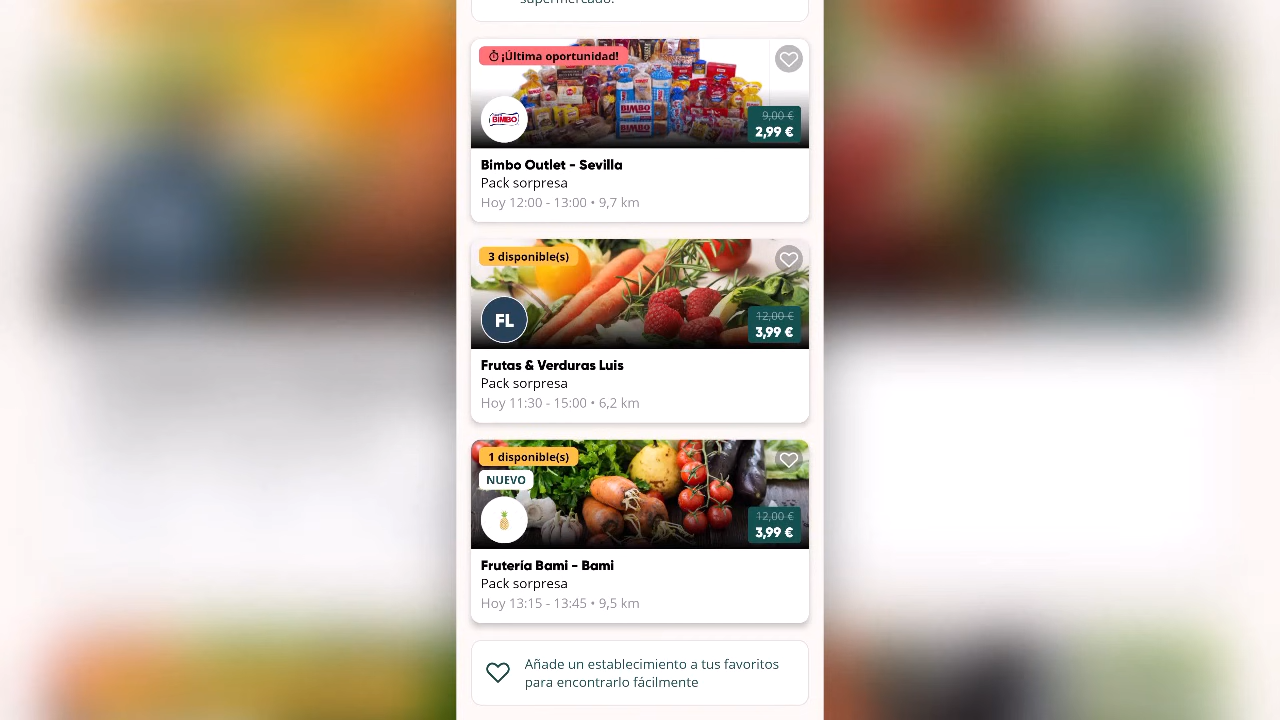 supermercado.
¡Última oportunidad!
BIMBO
BIMBO
BIMBO
9,00 €
2,99 €
Bimbo Outlet - Sevilla
Pack sorpresa
Hoy 12:00 - 13:00 • 9,7 km
3 disponible(s)
FL
12,00 €
3,99 €
Frutas & Verduras Luis
Pack sorpresa
Hoy 11:30 - 15:00 • 6,2 km
1 disponible(s)
NUEVO
12,00 €
3,99 €
Frutería Bami - Bami
Pack sorpresa
Hoy 13:15 - 13:45 • 9,5 km
Añade un establecimiento a tus favoritos
para encontrarlo fácilmente